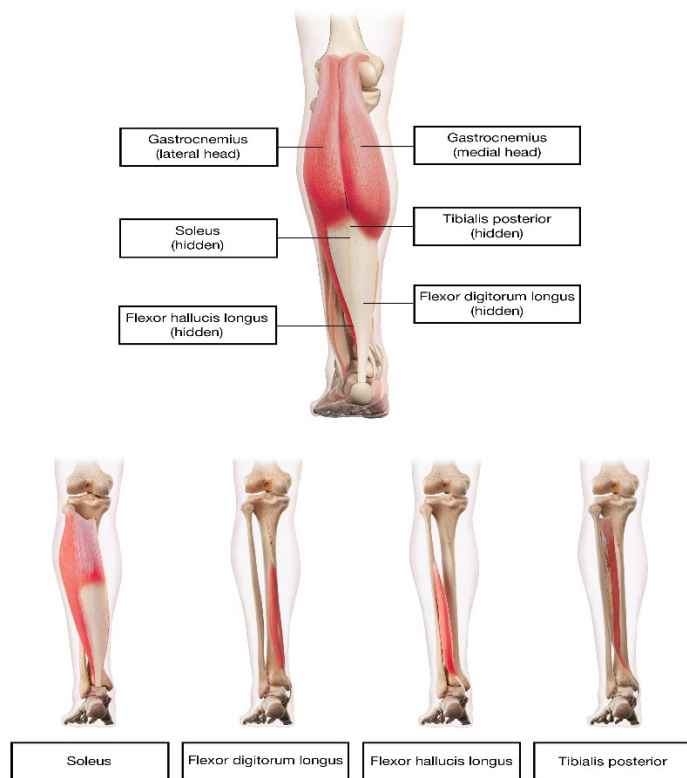 Gastrocnemius
(lateral head)
Gastrocnemius
(medial head)
Soleus
(hidden)
Tibialis posterior
(hidden)
Flexor hallucis longus
(hidden)
Flexor digitorum longus
(hidden)
Soleus
Flexor digitorum longus
Flexor hallucis longus
Tibialis posterior